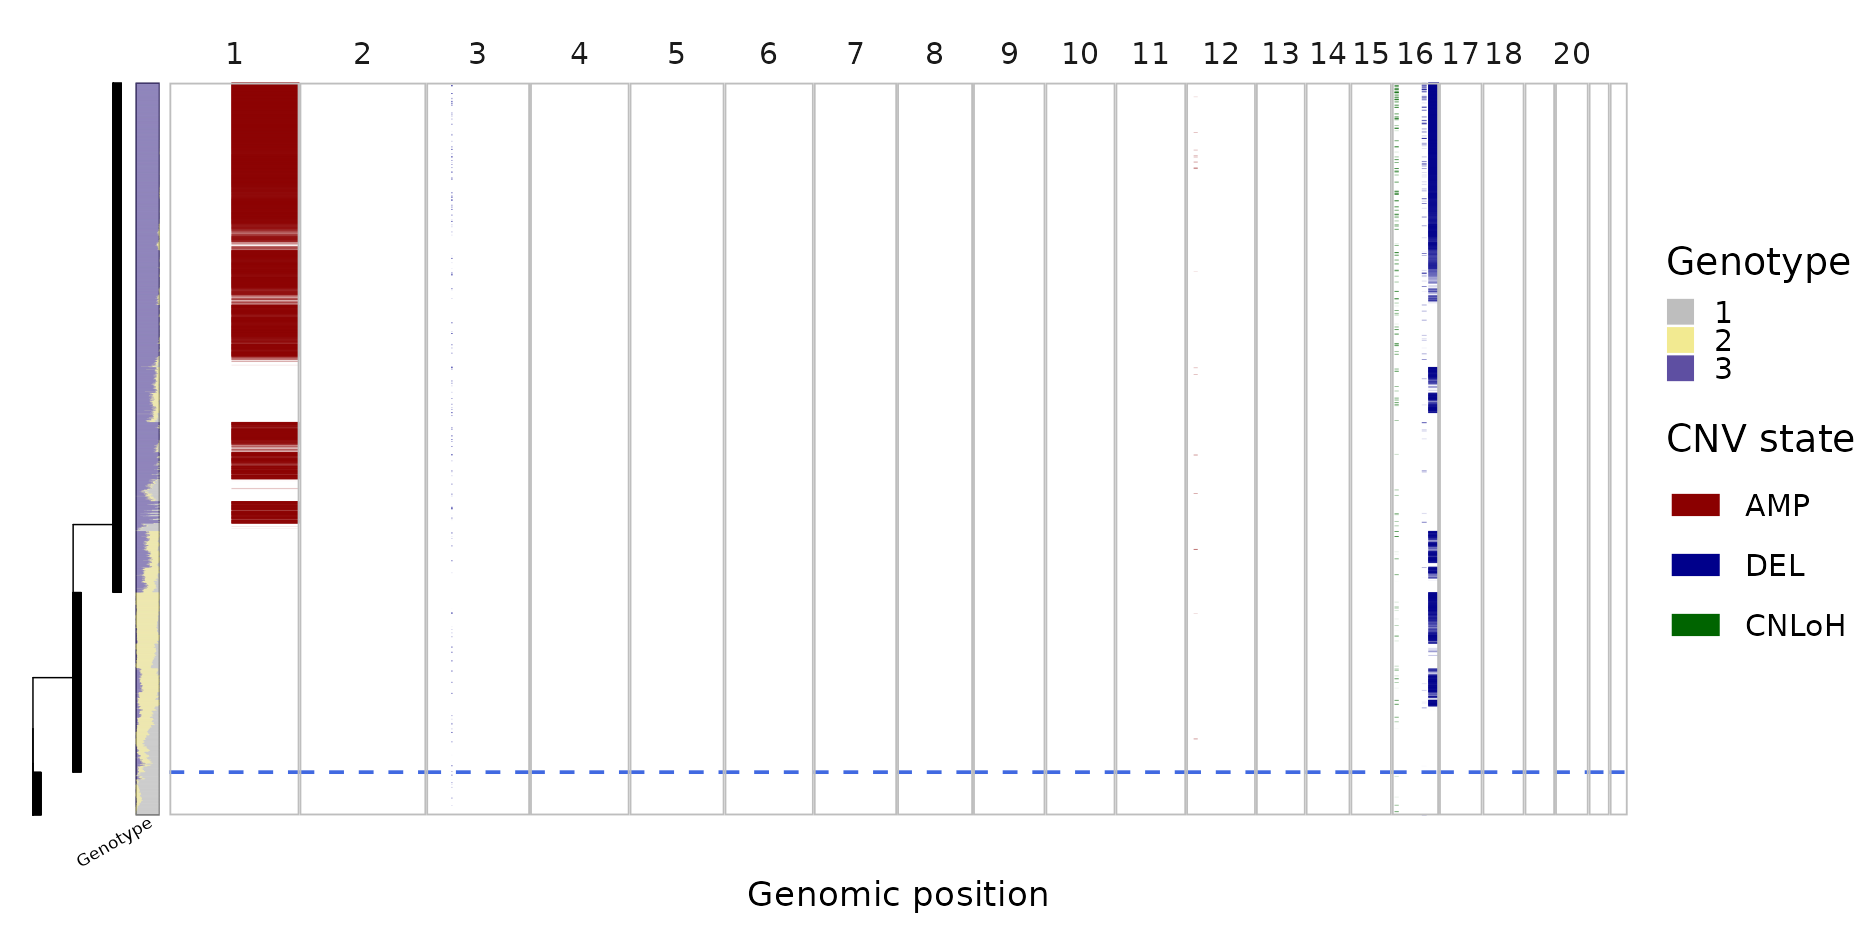 1 2 3 4 5 6 7 8 9 10 11 12 13 14 15 16 17 18 20
Genotype
1
2
3
CNV state
AMP
DEL
CNLoH
Genotype
Genomic position